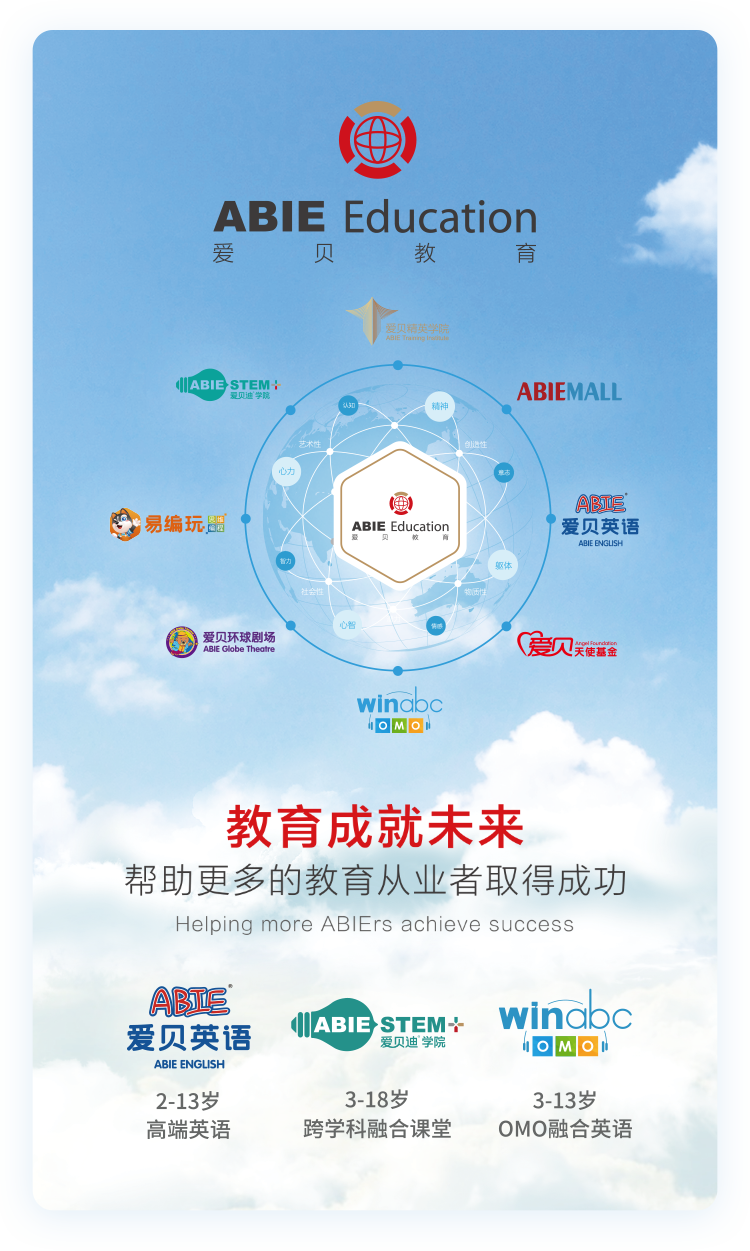 ABIE Education
爱贝教育
爱贝精英学院
ABIE STEM+
爱贝迪学院
ABIEMALL
认知
精神
艺术性
创造性
心力
意志
ABIE Education
爱贝教育
易编玩
ABIE®
爱贝英语
ABIE ENGLISH
智力
驱体
社会性
物质性
心智
情感
爱贝环球剧场
ABIE Globe Theatre
爱贝
Angel Foundation
天使基金
winabc
OMO
教育成就未来
帮助更多的教育从业者取得成功
Helping more ABIErs achieve success
ABIE®
爱贝英语
ABIE ENGLISH
ABIE STEM+
爱贝迪®学院
winabc
OMO
2-13岁
3-18岁
3-13岁
高端英语
跨学科融合课堂
OMO融合英语